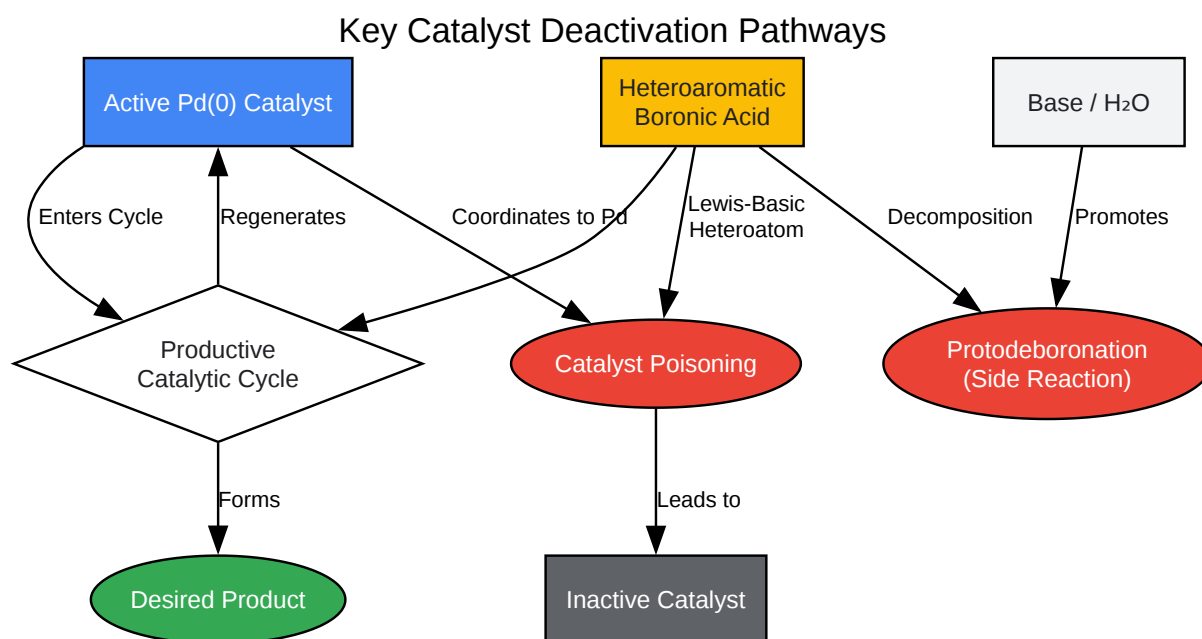 Key Catalyst Deactivation Pathways
Active Pd(0) Catalyst
Heteroaromatic
Boronic Acid
Base / H₂O
Enters Cycle
Regenerates
Coordinates to Pd
Lewis-Basic
Heteroatom
Decomposition
Promotes
Productive
Catalytic Cycle
Catalyst Poisoning
Protodeboronation
(Side Reaction)
Forms
Leads to
Desired Product
Inactive Catalyst